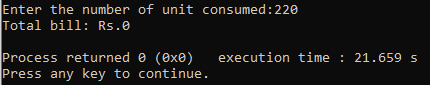 Enter the number of unit consumed:220
Total bill: Rs.0
Process returned 0 (0x0)   execution time : 21.659 s
Press any key to continue.